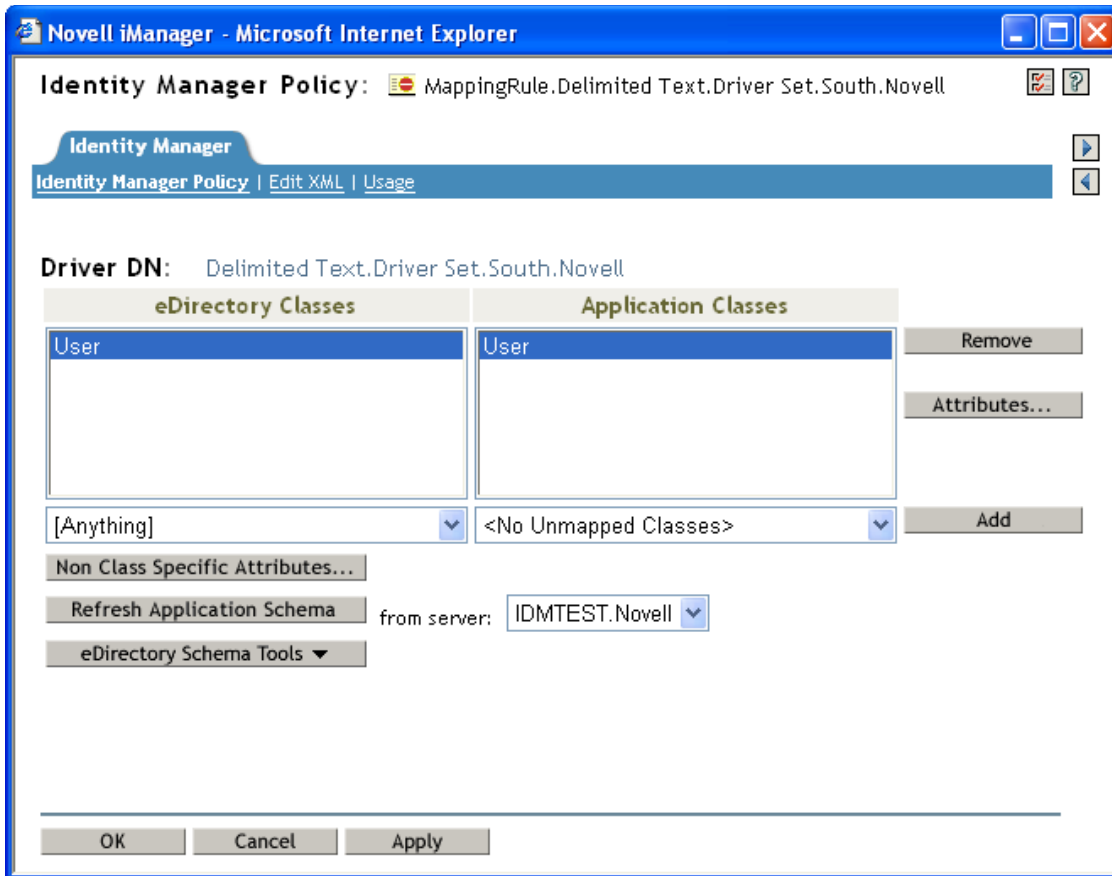 Novell iManager - Microsoft Internet Explorer
Identity Manager Policy: MappingRule.Delimited Text.Driver Set.South.Novell
Identity Manager
Identity Manager Policy | Edit XML | Usage
Driver DN: Delimited Text.Driver Set.South.Novell
eDirectory Classes Application Classes
User User Remove
Attributes...
[Anything] <No Unmapped Classes> Add
Non Class Specific Attributes...
Refresh Application Schema from server: IDMTEST.Novell
eDirectory Schema Tools
OK Cancel Apply